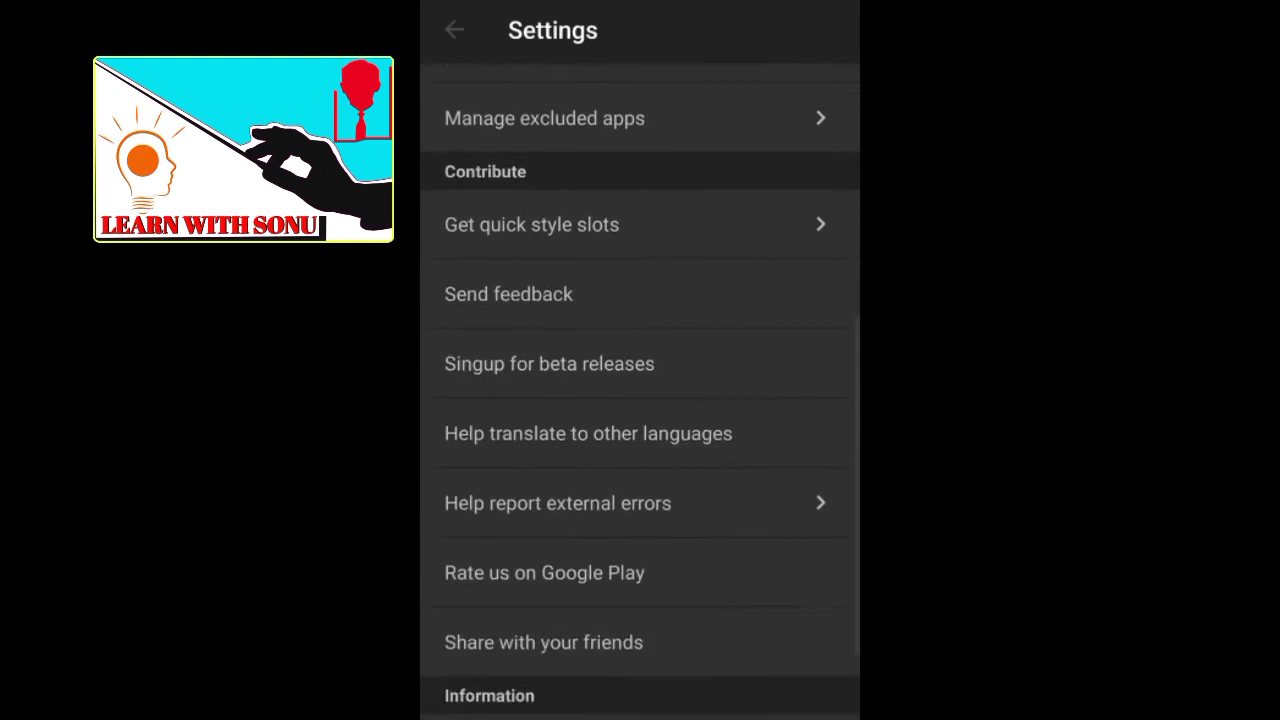 Settings
LEARN WITH SONU
Manage excluded apps
Contribute
Get quick style slots
Send feedback
Singup for beta releases
Help translate to other languages
Help report external errors
Rate us on Google Play
Share with your friends
Information